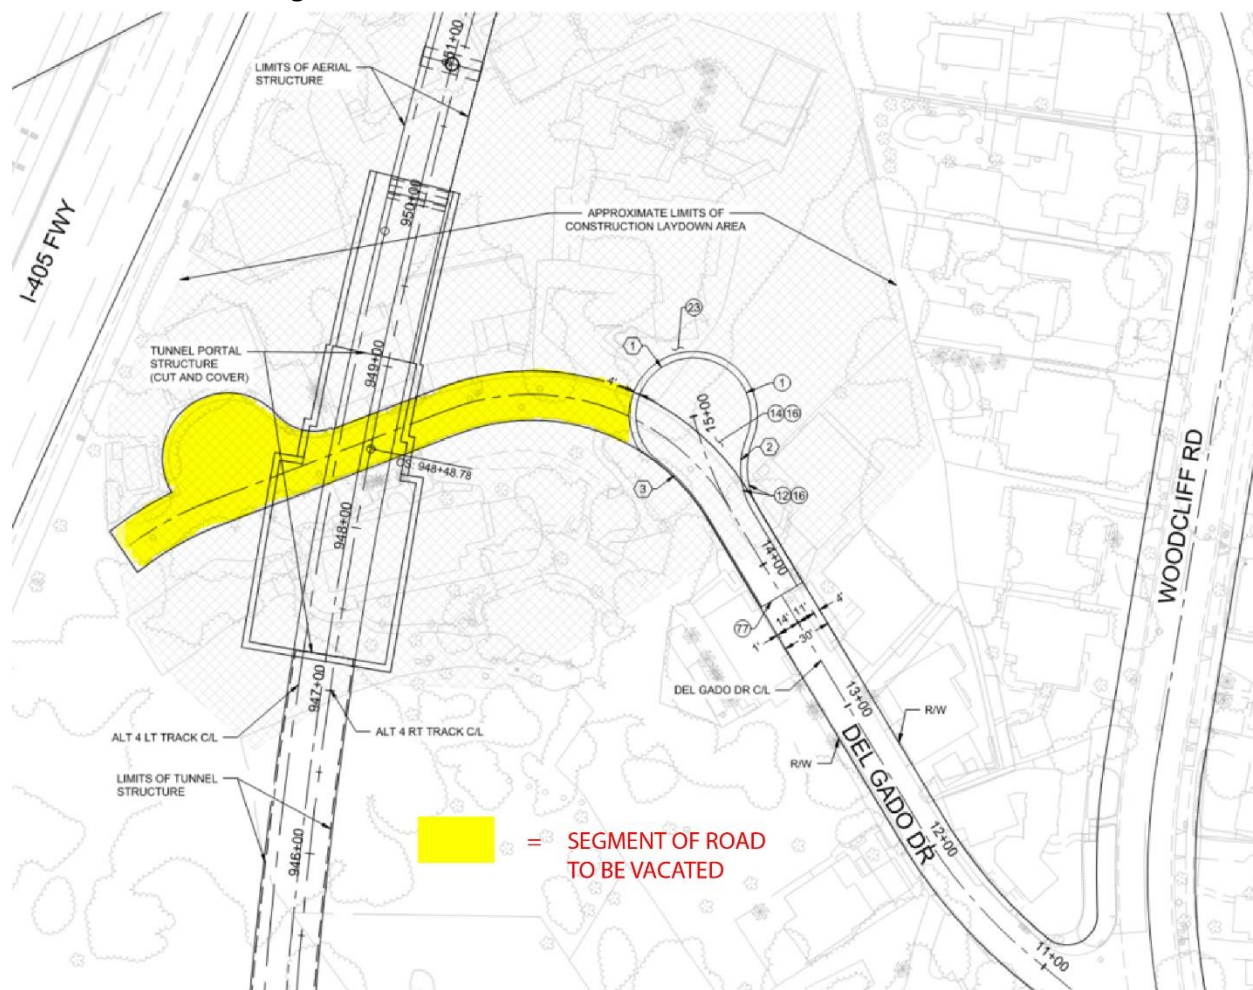 951+00
LIMITS OF AERIAL
STRUCTURE
I-405 FWY
950+00
APPROXIMATE LIMITS OF
CONSTRUCTION LAYDOWN AREA
23
1
TUNNEL PORTAL
STRUCTURE
(CUT AND COVER)
949+00
4'
1
15+00
14 16
2
CS: 948+48.78
3
12 16
948+00
14+00
WOODCLIFF RD
77
1'
14'
11'
4'
30'
DEL GADO DR C/L
13+00
R/W
947+00
ALT 4 LT TRACK C/L
ALT 4 RT TRACK C/L
R/W
DEL GADO DR
LIMITS OF TUNNEL
STRUCTURE
946+00
12+00
= SEGMENT OF ROAD
TO BE VACATED
11+00